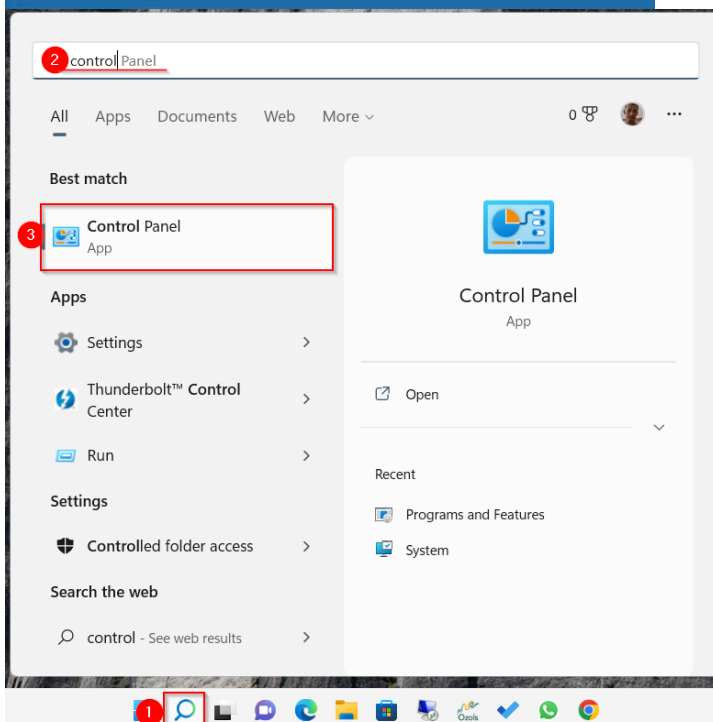 2 control Panel
All Apps Documents Web More 0
Best match
3 Control Panel
App
Control Panel
App
Apps
Settings
Thunderbolt™ Control
Center
Run
Open
Recent
Programs and Features
System
Settings
Controlled folder access
Search the web
control - See web results
1
Ozols